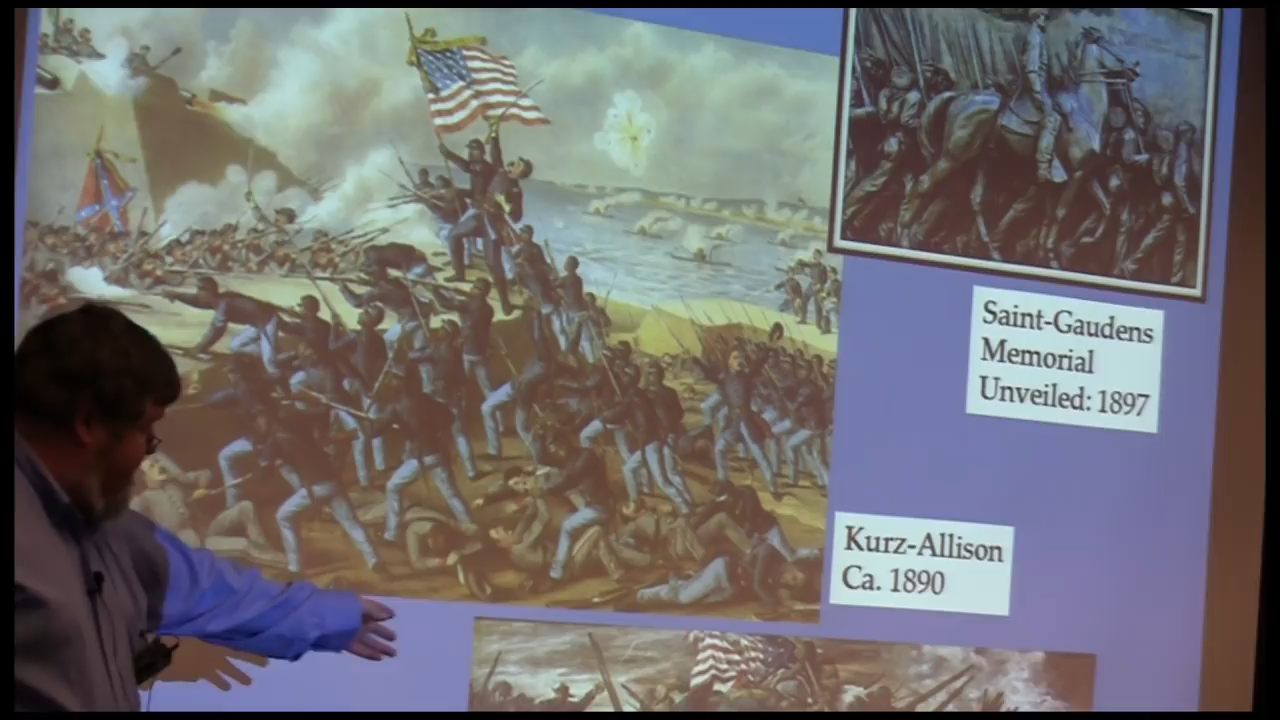 Saint-Gaudens
Memorial
Unveiled: 1897
Kurz-Allison
Ca. 1890